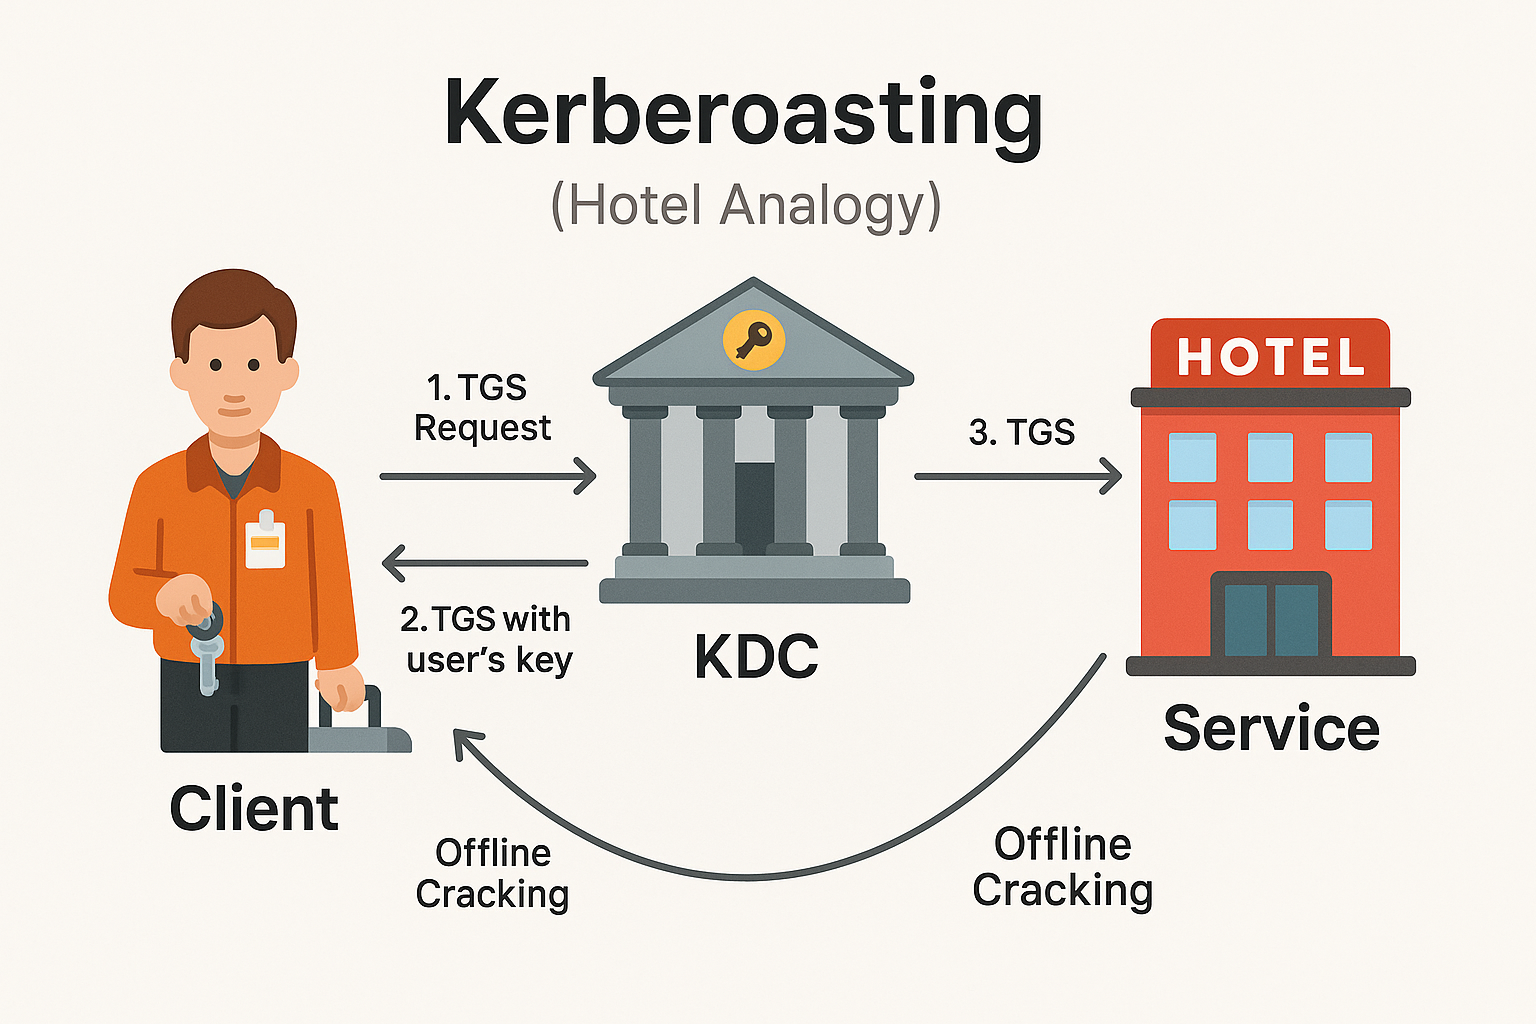 Kerberoasting
(Hotel Analogy)
1. TGS
Request
2. TGS with
user's key
KDC
3. TGS
HOTEL
Service
Client
Offline
Cracking
Offline
Cracking